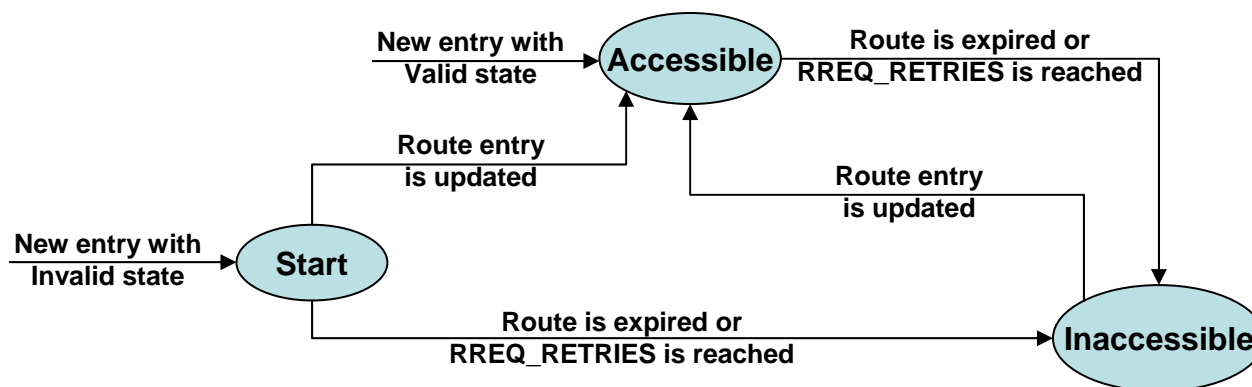 New entry with
Valid state
Accessible
Route is expired or
RREQ_RETRIES is reached
Route entry
is updated
Route entry
is updated
New entry with
Invalid state
Start
Route is expired or
RREQ_RETRIES is reached
Inaccessible